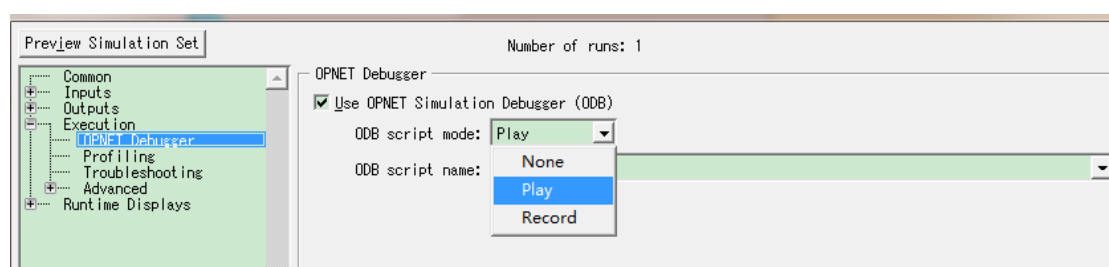 Preview Simulation Set
Number of runs: 1
Common
Inputs
Outputs
Execution
OPNET Debugger
Profiling
Troubleshooting
Advanced
Runtime Displays
OPNET Debugger
Use OPNET Simulation Debugger (ODB)
ODB script mode: Play
None
Play
Record
ODB script name: